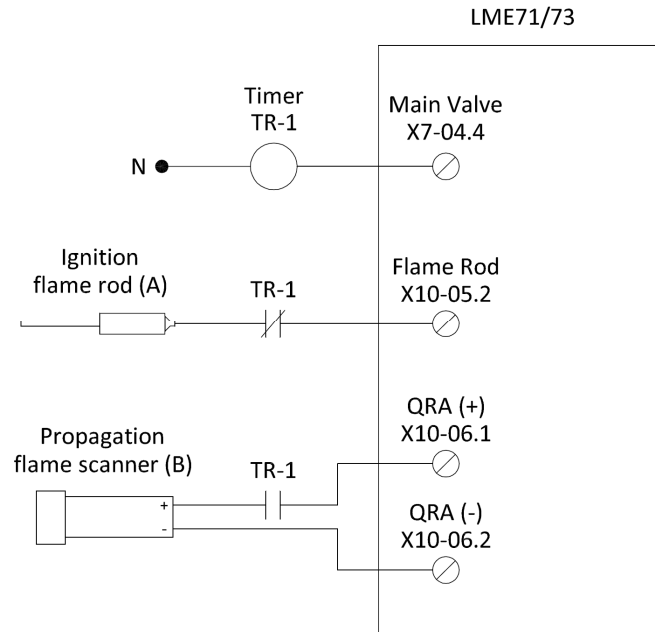 LME71/73
Timer
TR-1
Main Valve
X7-04.4
N
Ignition
flame rod (A)
TR-1
Flame Rod
X10-05.2
Propagation
flame scanner (B)
TR-1
QRA (+)
X10-06.1
+
-
QRA (-)
X10-06.2